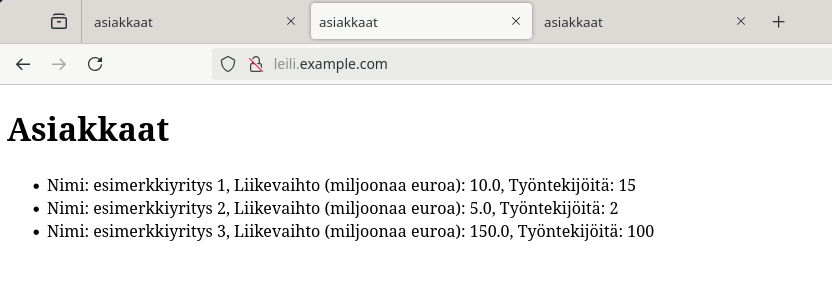 asiakkaat
asiakkaat
asiakkaat
leili.example.com
Asiakkaat
Nimi: esimerkkiyritys 1, Liikevaihto (miljoonaa euroa): 10.0, Työntekijöitä: 15
Nimi: esimerkkiyritys 2, Liikevaihto (miljoonaa euroa): 5.0, Työntekijöitä: 2
Nimi: esimerkkiyritys 3, Liikevaihto (miljoonaa euroa): 150.0, Työntekijöitä: 100